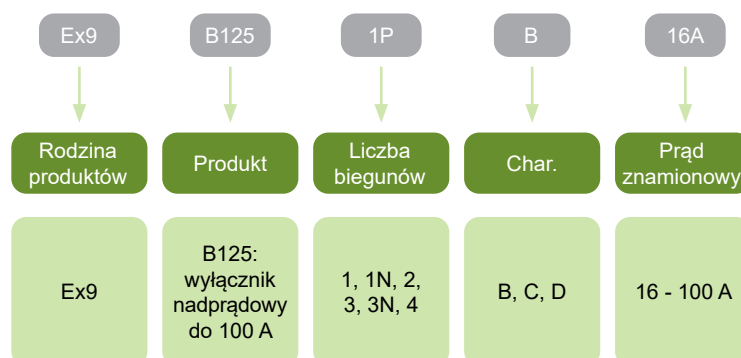 Ex9
B125
1P
B
16A
Rodzina
produktów
Produkt
Liczba
biegunów
Char.
Prąd
znamionowy
Ex9
B125:
wyłącznik
nadprądowy
do 100 A
1, 1N, 2,
3, 3N, 4
B, C, D
16 - 100 A